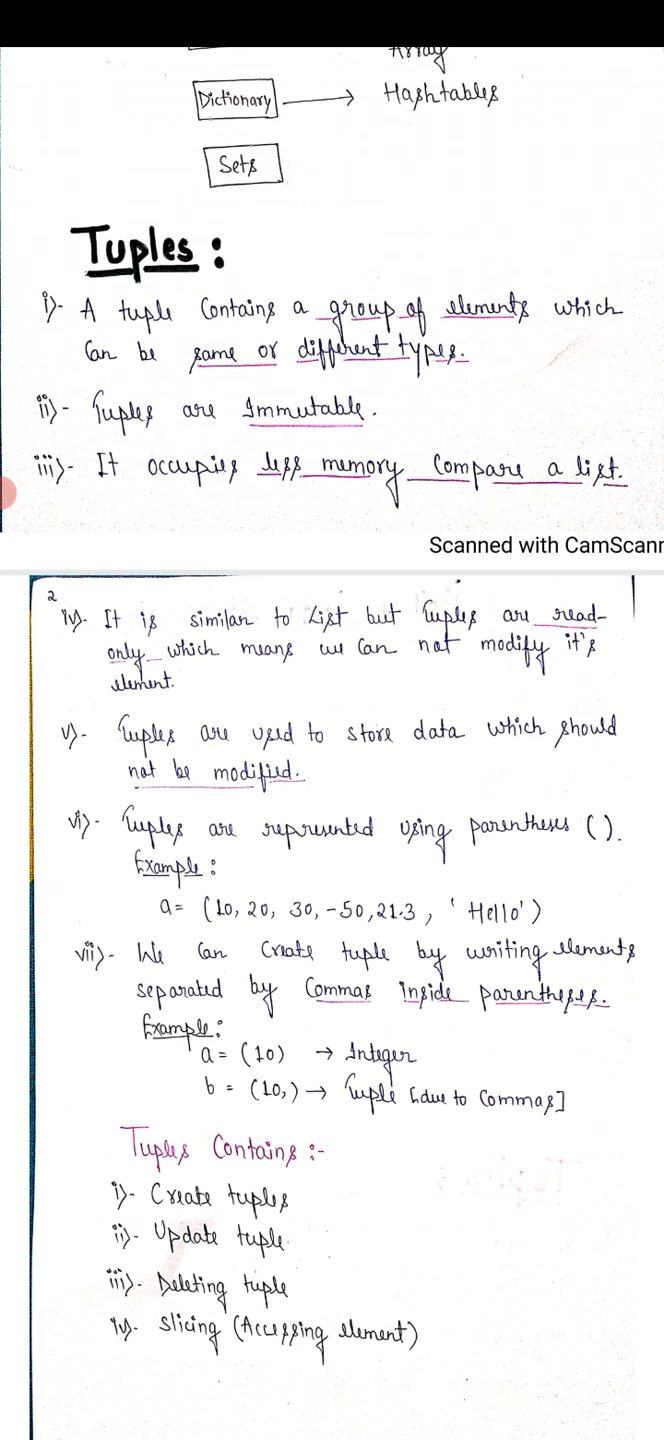 Array
Dictionary → Hashtables
Sets
Tuples :
i)- A tuple Contains a group of elements which
Can be same or different types.
ii)- Tuples are Immutable.
iii)- It occupies less memory compare a list.
Scanned with CamScann
2
iv)- It is similar to List but Tuples are read-
only which means we Can not modify it's
element.
v)- Tuples are used to store data which should
not be modified.
vi)- Tuples are represented using parentheses ( ).
Example :
a= (10, 20, 30, -50, 21.3, 'Hello')
vii)- We Can Create tuple by writing elements
separated by Commas inside parentheses.
Example :
a = (10) → Integer
b = (10,) → Tuple [due to Commas]
Tuples Contains :-
i)- Create tuples
ii)- Update tuple.
iii)- Deleting tuple
iv)- Slicing (Accessing element)